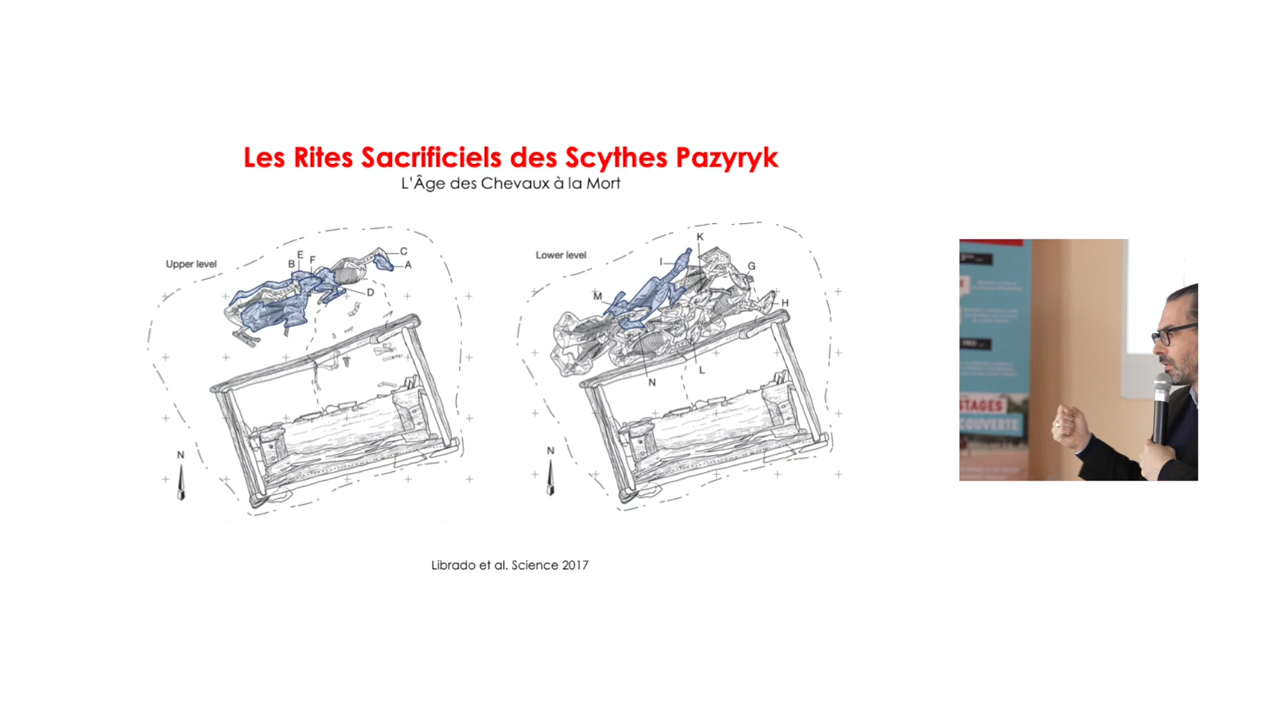 Les Rites Sacrificiels des Scythes Pazyryk
L'Âge des Chevaux à la Mort
Upper level
E
F
B
C
A
D
N
Lower level
K
I
G
M
H
L
N
N
Librado et al. Science 2017
STAGES
COUVERTE